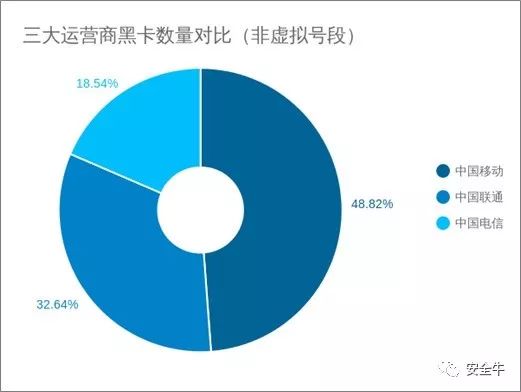 三大运营商黑卡数量对比（非虚拟号段）
18.54%
48.82%
32.64%
中国移动
中国联通
中国电信
安全牛